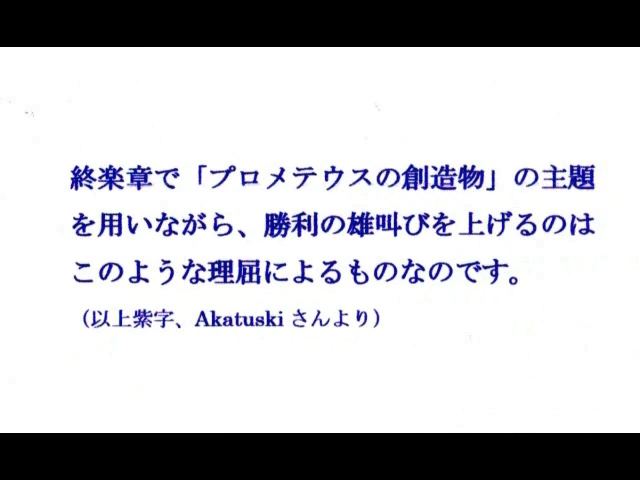 終楽章で「プロメテウスの創造物」の主題
を用いながら、勝利の雄叫びを上げるのは
このような理屈によるものなのです。
（以上紫字、Akatuski さんより）